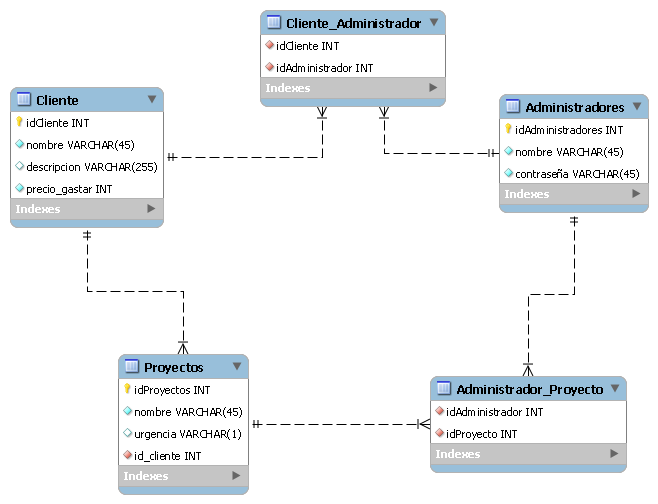 Cliente_Administrador
idCliente INT
idAdministrador INT
Indexes
Cliente
idCliente INT
nombre VARCHAR(45)
descripcion VARCHAR(255)
precio_gastar INT
Indexes
Administradores
idAdministradores INT
nombre VARCHAR(45)
contraseña VARCHAR(45)
Indexes
Proyectos
idProyectos INT
nombre VARCHAR(45)
urgencia VARCHAR(1)
id_cliente INT
Indexes
Administrador_Proyecto
idAdministrador INT
idProyecto INT
Indexes